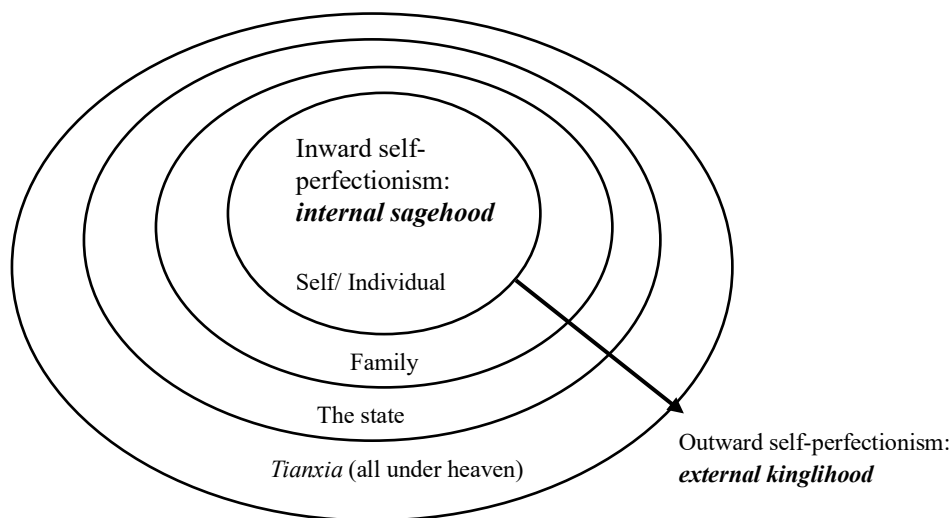 Inward self-
perfectionism:
internal sagehood
Self/ Individual
Family
The state
Tianxia (all under heaven)
Outward self-perfectionism:
external kinglihood